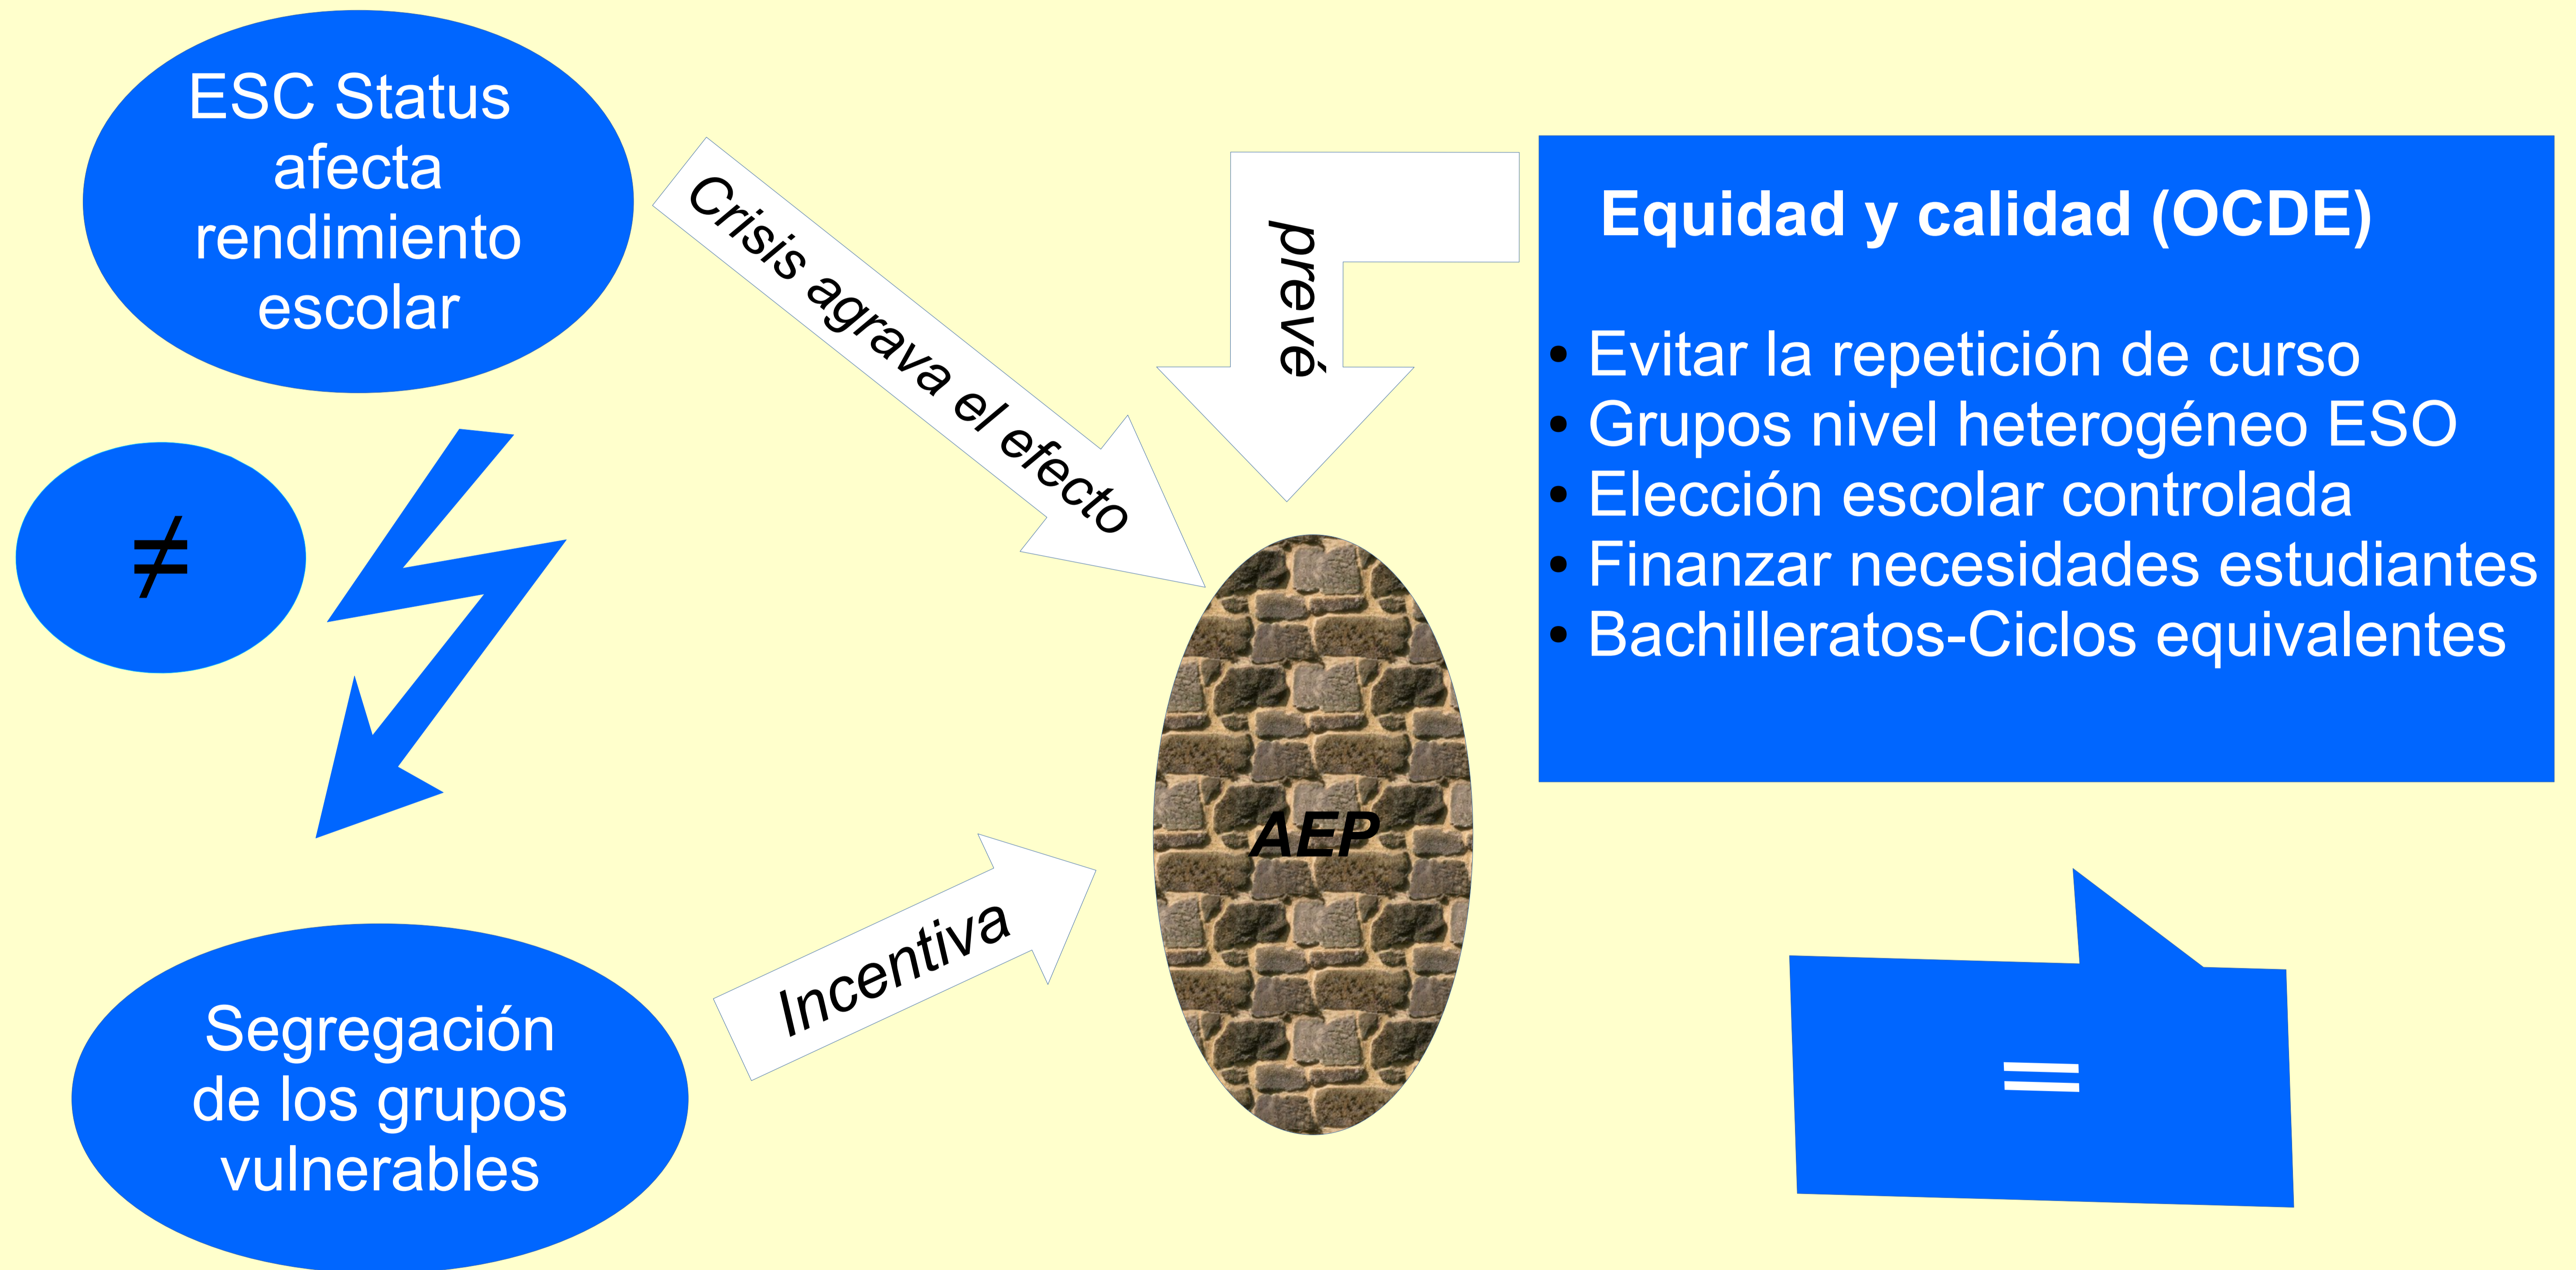 ESC Status
afecta
rendimiento
escolar
≠
Segregación
de los grupos
vulnerables
Crisis agrava el efecto
Incentiva
prevé
AEP
Equidad y calidad (OCDE)
• Evitar la repetición de curso
• Grupos nivel heterogéneo ESO
• Elección escolar controlada
• Finanzar necesidades estudiantes
• Bachilleratos-Ciclos equivalentes
=